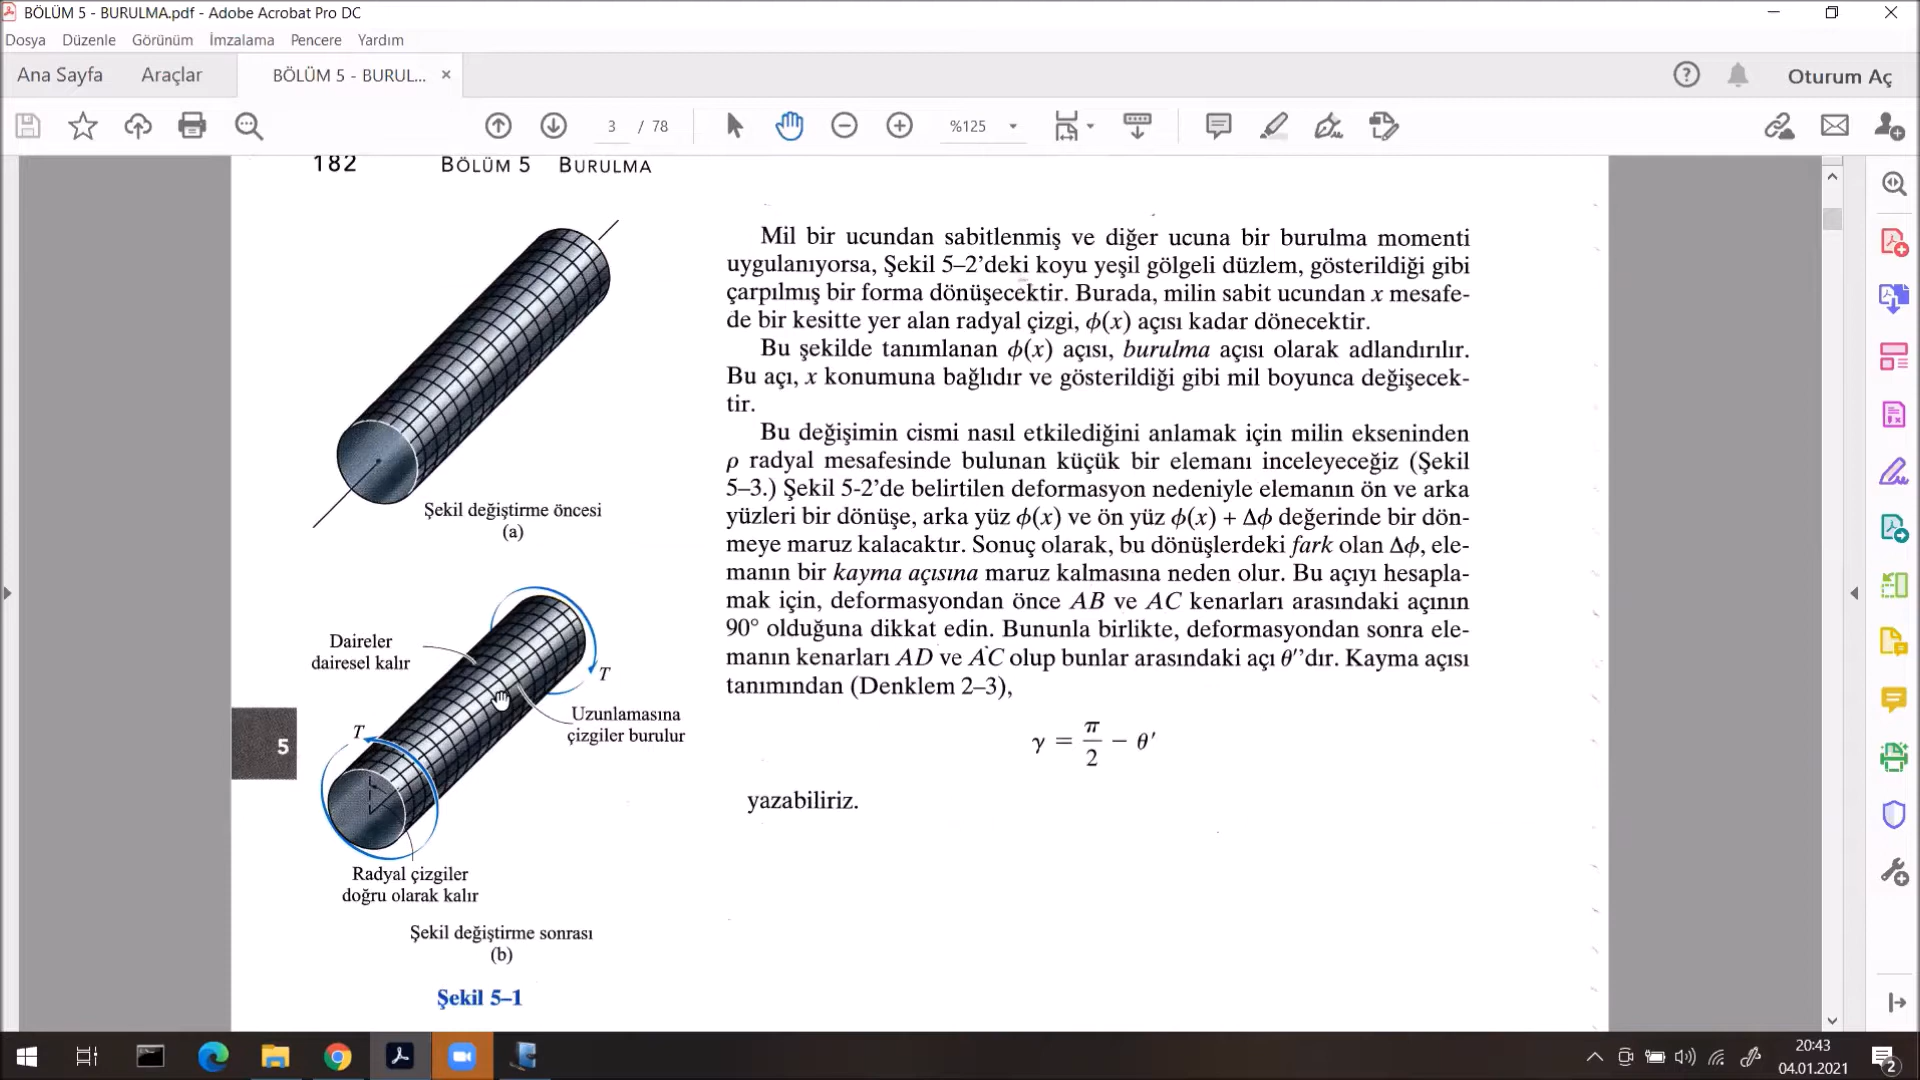 BÖLÜM 5 - BURULMA.pdf - Adobe Acrobat Pro DC
Dosya Düzenle Görünüm İmzalama Pencere Yardım
Ana Sayfa Araçlar BÖLÜM 5 - BURUL... × Oturum Aç
3 / 78 %125
182 BÖLÜM 5 BURULMA
Şekil değiştirme öncesi
(a)
Daireler
dairesel kalır
T
Uzunlamasına
çizgiler burulur
T
5
Radyal çizgiler
doğru olarak kalır
Şekil değiştirme sonrası
(b)
Şekil 5–1
Mil bir ucundan sabitlenmiş ve diğer ucuna bir burulma momenti
uygulanıyorsa, Şekil 5–2’deki koyu yeşil gölgeli düzlem, gösterildiği gibi
çarpılmış bir forma dönüşecektir. Burada, milin sabit ucundan x mesafe-
de bir kesitte yer alan radyal çizgi, ϕ(x) açısı kadar dönecektir.
Bu şekilde tanımlanan ϕ(x) açısı, burulma açısı olarak adlandırılır.
Bu açı, x konumuna bağlıdır ve gösterildiği gibi mil boyunca değişecek-
tir.
Bu değişimin cismi nasıl etkilediğini anlamak için milin ekseninden
ρ radyal mesafesinde bulunan küçük bir elemanı inceleyeceğiz (Şekil
5–3.) Şekil 5-2’de belirtilen deformasyon nedeniyle elemanın ön ve arka
yüzleri bir dönüşe, arka yüz ϕ(x) ve ön yüz ϕ(x) + Δϕ değerinde bir dön-
meye maruz kalacaktır. Sonuç olarak, bu dönüşlerdeki fark olan Δϕ, ele-
manın bir kayma açısına maruz kalmasına neden olur. Bu açıyı hesapla-
mak için, deformasyondan önce AB ve AC kenarları arasındaki açının
90° olduğuna dikkat edin. Bununla birlikte, deformasyondan sonra ele-
manın kenarları AD ve AC olup bunlar arasındaki açı θ′’dır. Kayma açısı
tanımından (Denklem 2–3),
γ = π/2 − θ′
yazabiliriz.
20:43
04.01.2021
2